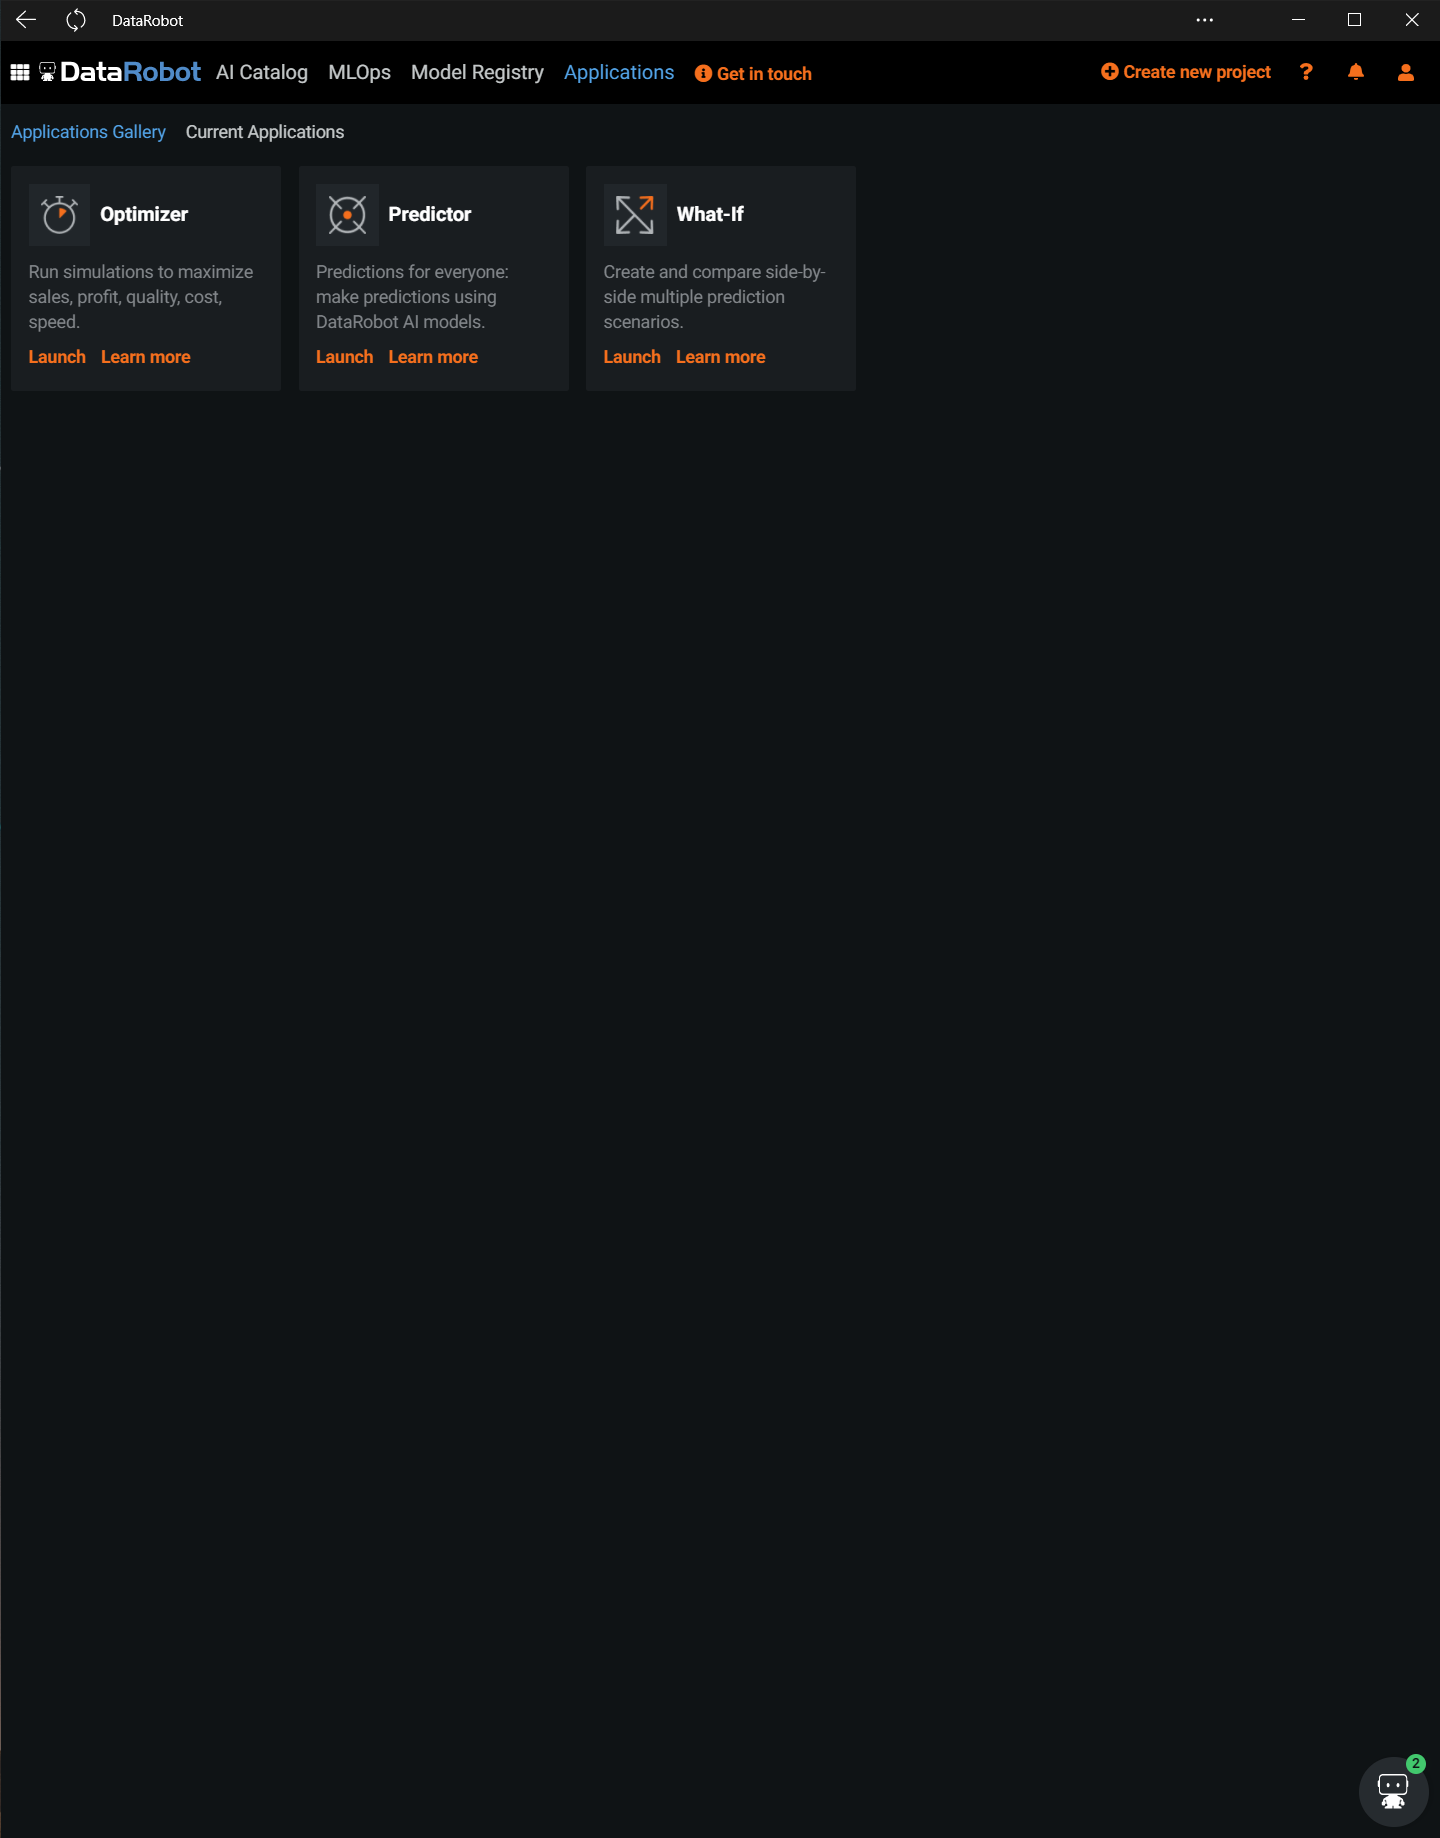 DataRobot
DataRobot AI Catalog MLOps Model Registry Applications Get in touch Create new project ?
Applications Gallery Current Applications
Optimizer
Run simulations to maximize
sales, profit, quality, cost,
speed.
Launch Learn more
Predictor
Predictions for everyone:
make predictions using
DataRobot AI models.
Launch Learn more
What-If
Create and compare side-by-
side multiple prediction
scenarios.
Launch Learn more
2